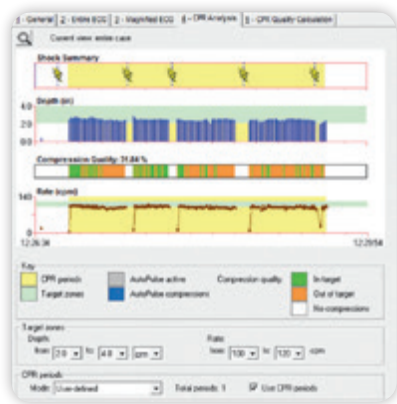 1 - General 2 - Entire ECG 3 - Magnified ECG 4 - CPR Analysis 5 - CPR Quality Calculation
Current view: entire case
Shock Summary
Depth (in)
4.0
2.0
0.0
Compression Quality: 31.84 %
Rate (cpm)
140
0
12:26:34 12:29:54
Key
CPR periods AutoPulse active Compression quality: In target
Target zones AutoPulse compressions Out of target
No compressions
Target zones
Depth: Rate:
from: 2.0 to: 4.0 from: 100 to: 120 cpm
CPR periods
Mode: User-defined Total periods: 1 Use CPR periods